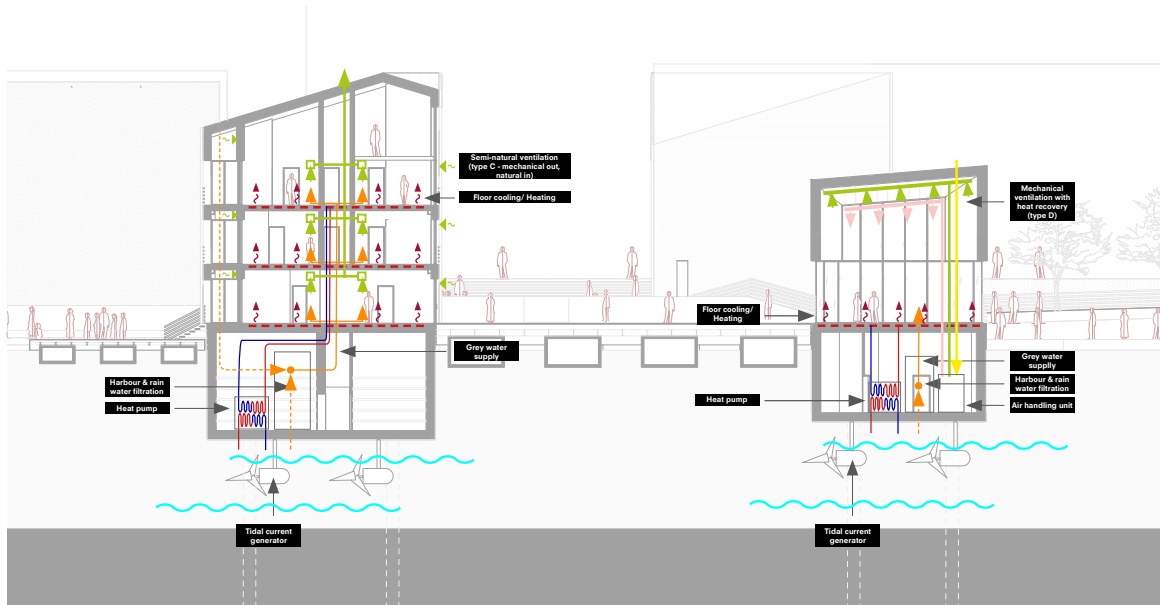 Semi-natural ventilation
(type C - mechanical out,
natural in)
Floor cooling/ Heating
Mechanical
ventilation with
heat recovery
(type D)
Floor cooling/
Heating
Grey water
supply
Harbour & rain
water filtration
Heat pump
Grey water
supplly
Harbour & rain
water filtration
Heat pump
Air handling unit
Tidal current
generator
Tidal current
generator